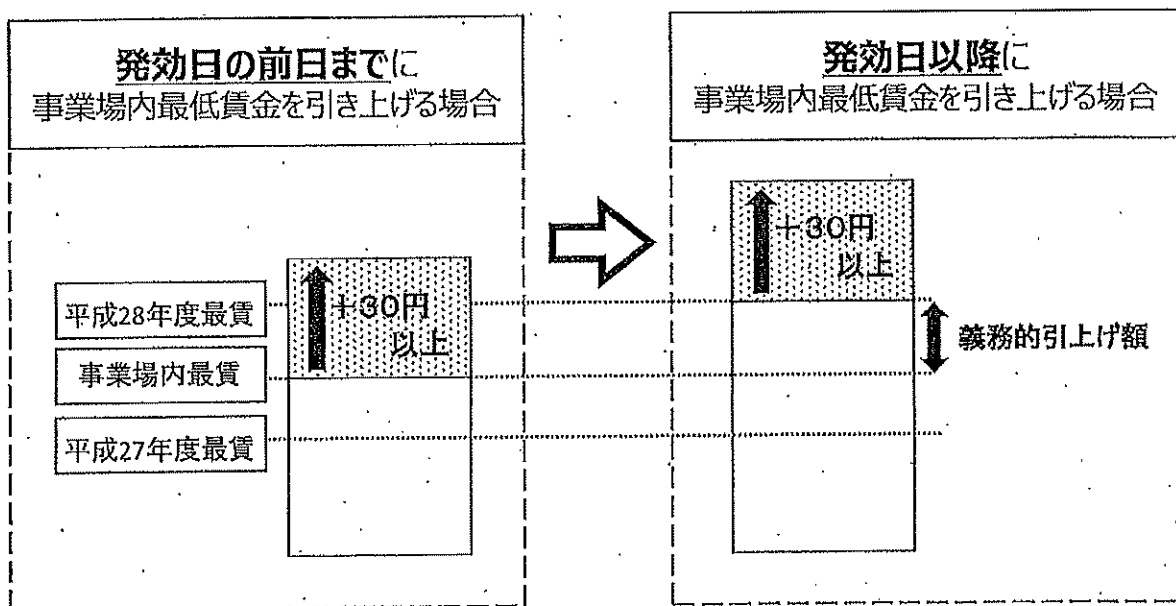 発効日の前日までに
事業場内最低賃金を引き上げる場合
発効日以降に
事業場内最低賃金を引き上げる場合
平成28年度最賃
事業場内最賃
平成27年度最賃
+30円
以上
+30円
以上
義務的引上げ額